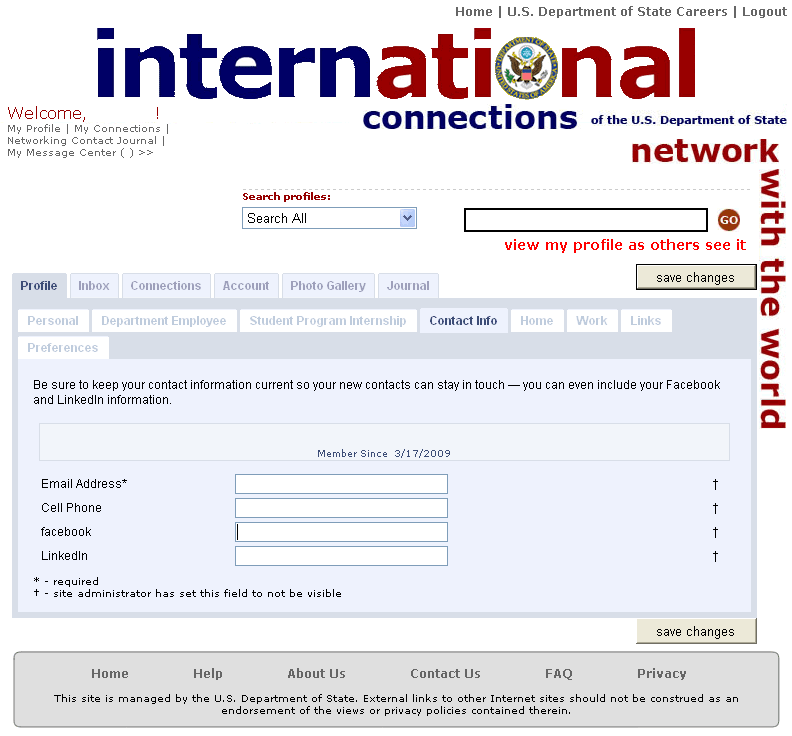 Home | U.S. Department of State Careers | Logout
international
connections of the U.S. Department of State
network
with the world
Welcome, !
My Profile | My Connections |
Networking Contact Journal |
My Message Center ( ) >>
Search profiles:
Search All
GO
view my profile as others see it
save changes
Profile Inbox Connections Account Photo Gallery Journal
Personal Department Employee Student Program Internship Contact Info Home Work Links
Preferences
Be sure to keep your contact information current so your new contacts can stay in touch — you can even include your Facebook
and LinkedIn information.
Member Since 3/17/2009
Email Address* †
Cell Phone †
facebook †
LinkedIn †
* - required
† - site administrator has set this field to not be visible
save changes
Home Help About Us Contact Us FAQ Privacy
This site is managed by the U.S. Department of State. External links to other Internet sites should not be construed as an
endorsement of the views or privacy policies contained therein.